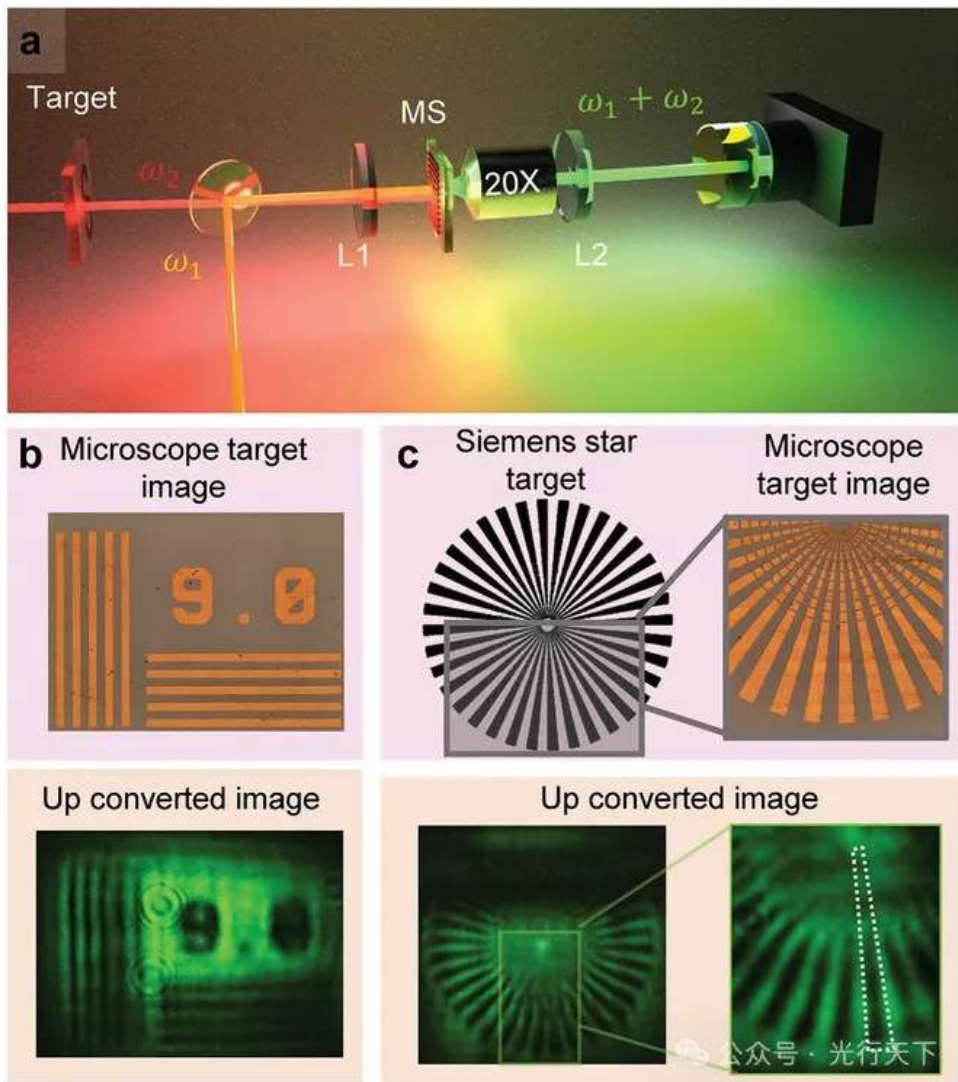 a
Target
MS
ω₁ + ω₂
ω₂
20X
ω₁
L1
L2
b
Microscope target
image
9.0
c
Siemens star
target
Microscope
target image
Up converted image
Up converted image
公众号 · 光行天下